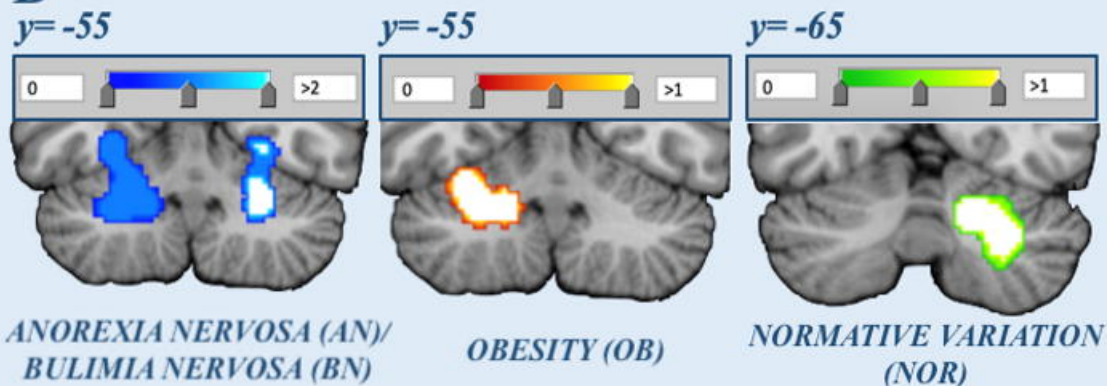 y= -55
y= -55
y= -65
0 >2
0 >1
0 >1
ANOREXIA NERVOSA (AN)/
BULIMIA NERVOSA (BN)
OBESITY (OB)
NORMATIVE VARIATION
(NOR)